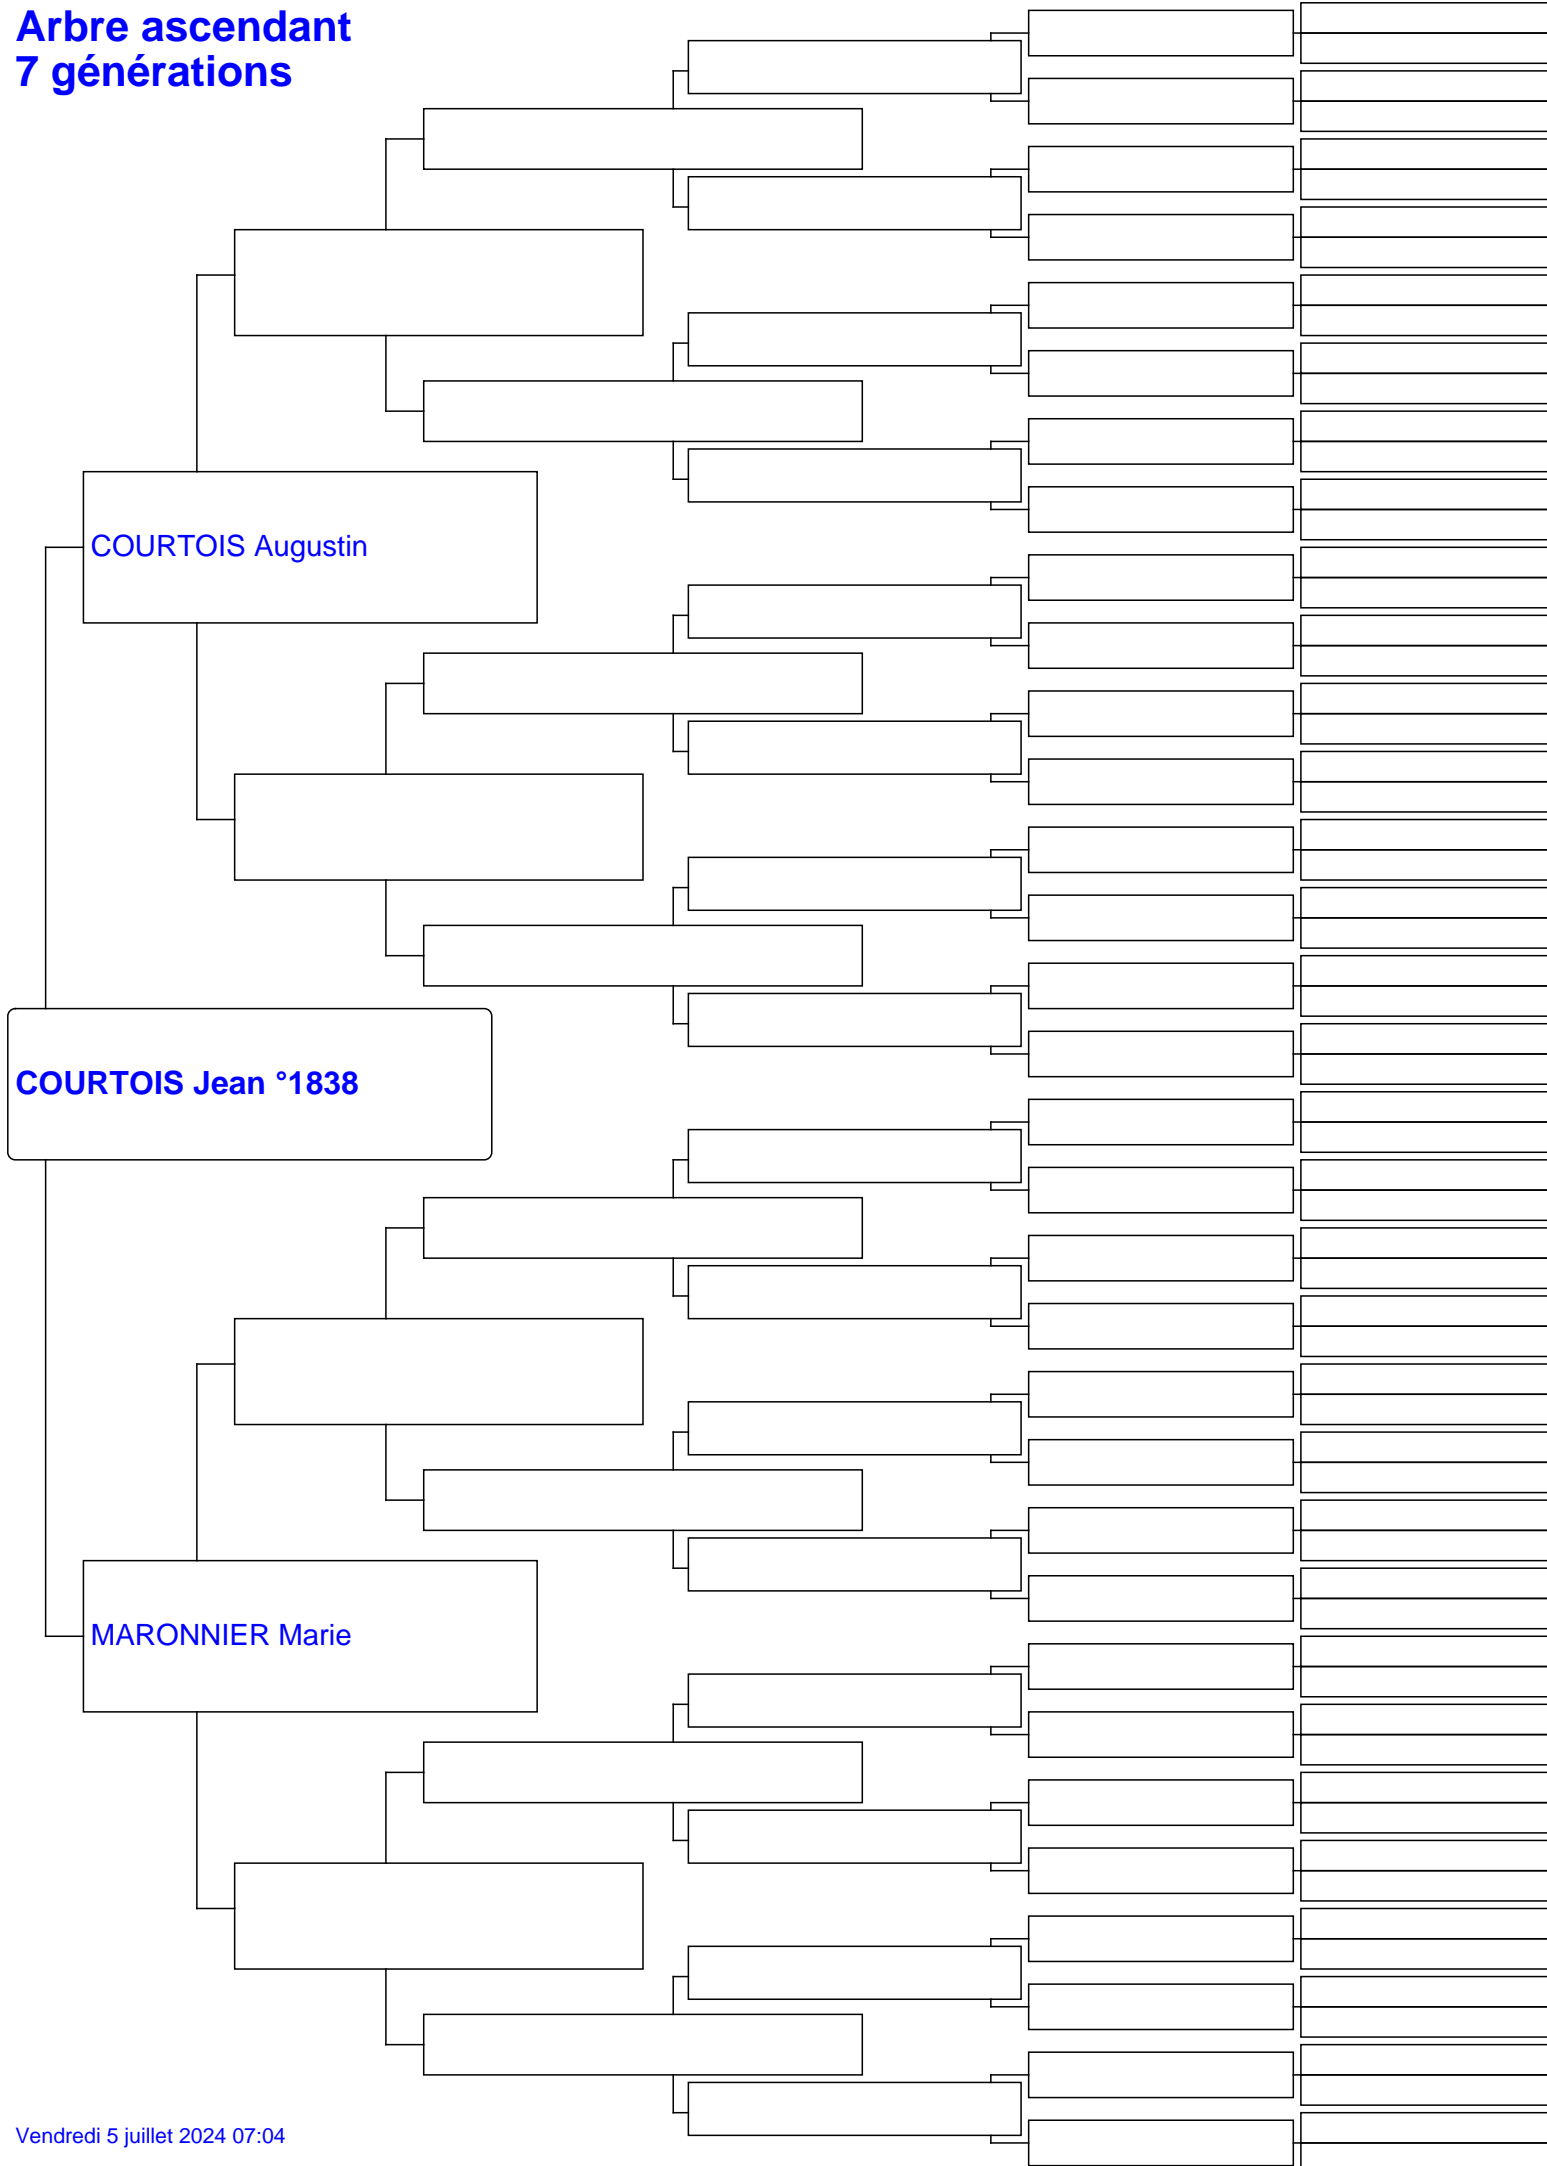 Arbre ascendant
7 générations
COURTOIS Augustin
COURTOIS Jean °1838
MARONNIER Marie
Vendredi 5 juillet 2024 07:04